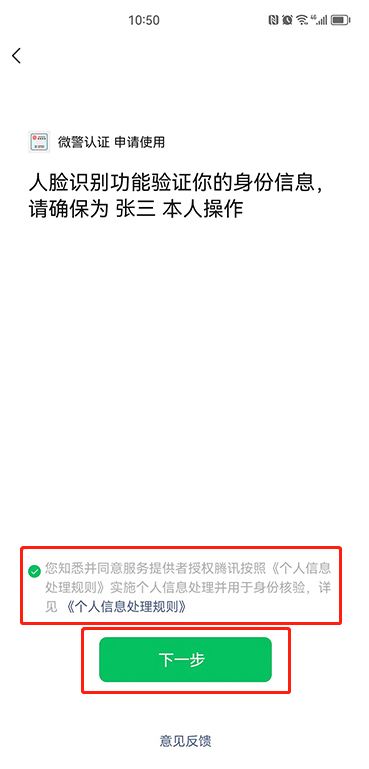 10:50
4G
微警认证 申请使用
人脸识别功能验证你的身份信息，
请确保为 张三 本人操作
您知悉并同意服务提供者授权腾讯按照《个人信息
处理规则》实施个人信息处理并用于身份核验，详
见 《个人信息处理规则》
下一步
意见反馈